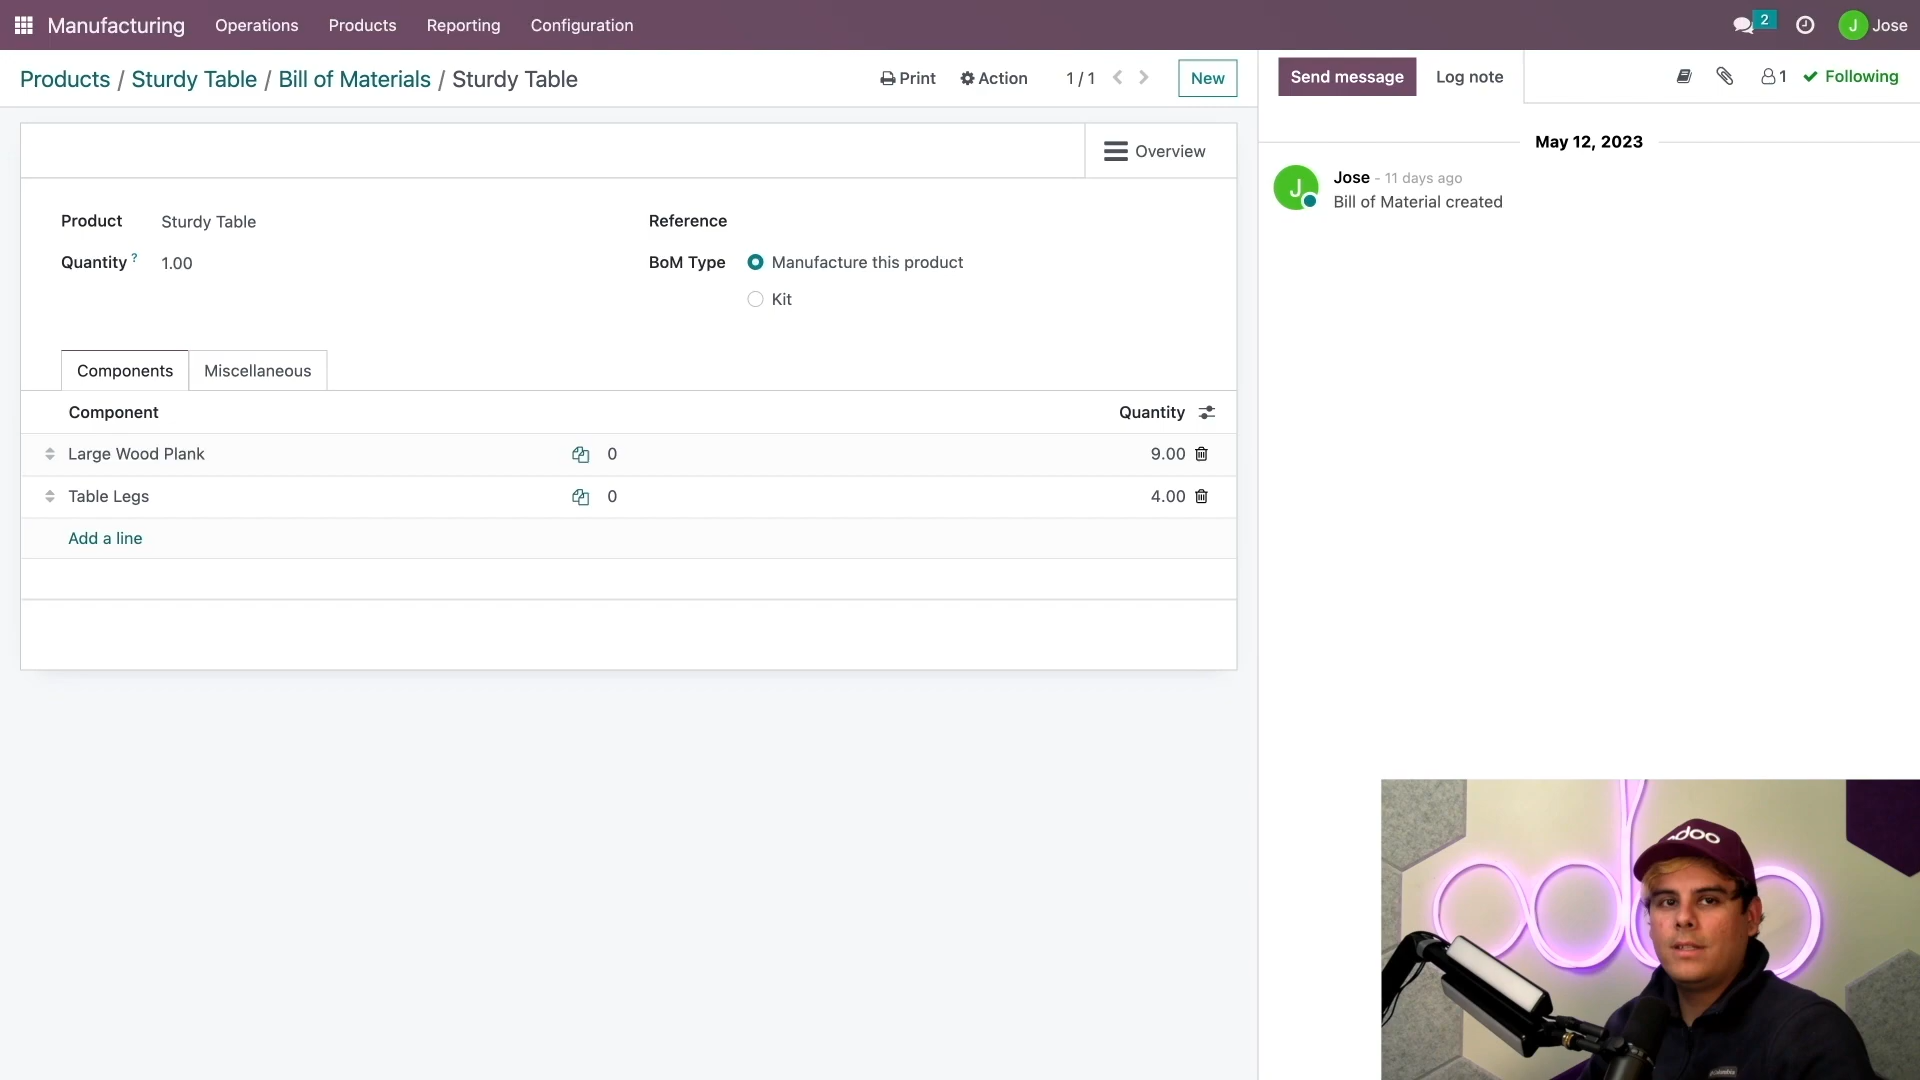 Manufacturing Operations Products Reporting Configuration 2 J Jose
Products / Sturdy Table / Bill of Materials / Sturdy Table Print Action 1 / 1 New Send message Log note 1 Following
Overview
May 12, 2023
J Jose - 11 days ago
Bill of Material created
Product Sturdy Table Reference
Quantity ? 1.00 BoM Type Manufacture this product
Kit
Components Miscellaneous
Component Quantity
Large Wood Plank 0 9.00
Table Legs 0 4.00
Add a line
odoo
odoo
Columbia